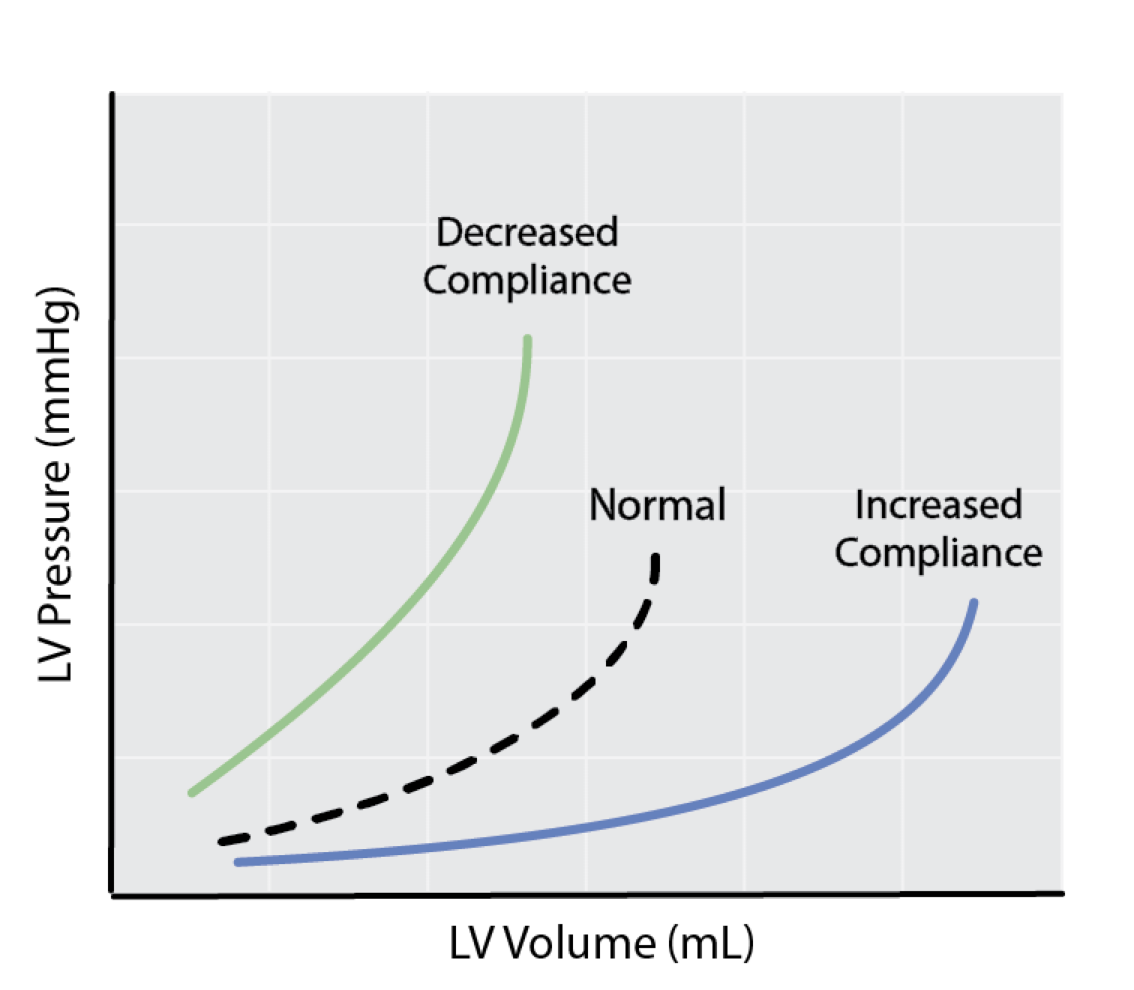 Decreased
Compliance
Normal
Increased
Compliance
LV Pressure (mmHg)
LV Volume (mL)